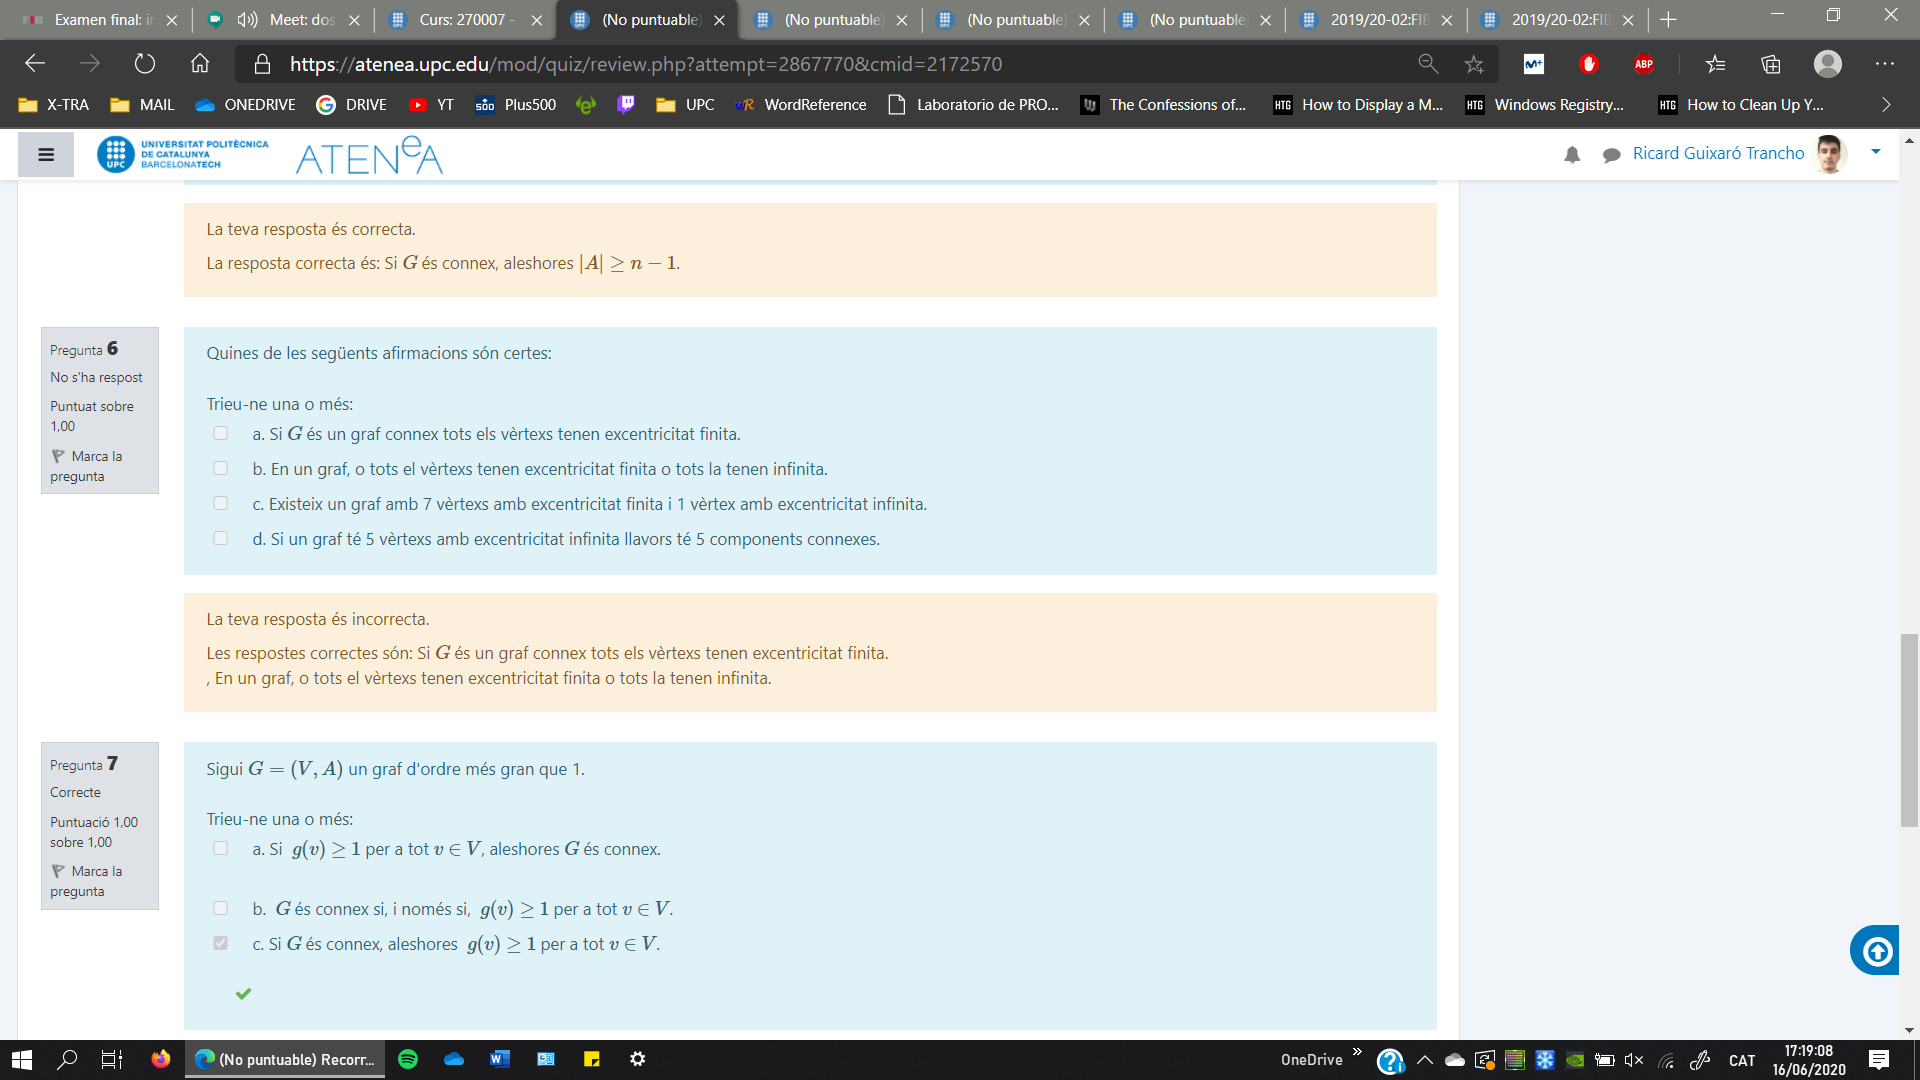 Examen final: i
Meet: dos
Curs: 270007 -
(No puntuable)
(No puntuable)
(No puntuable)
(No puntuable)
2019/20-02:FIB
2019/20-02:FIB
https://atenea.upc.edu/mod/quiz/review.php?attempt=2867770&cmid=2172570
ABP
X-TRA
MAIL
ONEDRIVE
DRIVE
YT
Plus500
UPC
WordReference
Laboratorio de PRO...
The Confessions of...
HTG How to Display a M...
HTG Windows Registry...
HTG How to Clean Up Y...
UPC
UNIVERSITAT POLITÈCNICA
DE CATALUNYA
BARCELONATECH
ATENeA
Ricard Guixaró Trancho
La teva resposta és correcta.
La resposta correcta és: Si G és connex, aleshores |A| ≥ n − 1.
Pregunta 6
No s'ha respost
Puntuat sobre
1,00
Marca la
pregunta
Quines de les següents afirmacions són certes:
Trieu-ne una o més:
a. Si G és un graf connex tots els vèrtexs tenen excentricitat finita.
b. En un graf, o tots el vèrtexs tenen excentricitat finita o tots la tenen infinita.
c. Existeix un graf amb 7 vèrtexs amb excentricitat finita i 1 vèrtex amb excentricitat infinita.
d. Si un graf té 5 vèrtexs amb excentricitat infinita llavors té 5 components connexes.
La teva resposta és incorrecta.
Les respostes correctes són: Si G és un graf connex tots els vèrtexs tenen excentricitat finita.
, En un graf, o tots el vèrtexs tenen excentricitat finita o tots la tenen infinita.
Pregunta 7
Correcte
Puntuació 1,00
sobre 1,00
Marca la
pregunta
Sigui G = (V, A) un graf d'ordre més gran que 1.
Trieu-ne una o més:
a. Si g(v) ≥ 1 per a tot v ∈ V, aleshores G és connex.
b. G és connex si, i només si, g(v) ≥ 1 per a tot v ∈ V.
c. Si G és connex, aleshores g(v) ≥ 1 per a tot v ∈ V.
(No puntuable) Recorr...
OneDrive
CAT
17:19:08
16/06/2020